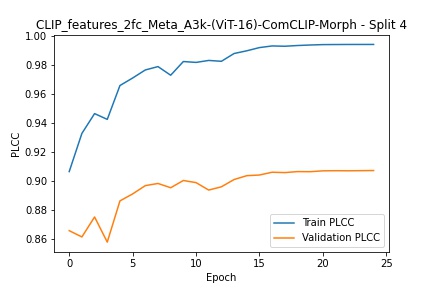 CLIP_features_2fc_Meta_A3k-(ViT-16)-ComCLIP-Morph - Split 4
1.00
0.98
0.96
0.94
0.92
0.90
0.88
0.86
PLCC
Train PLCC
Validation PLCC
0 5 10 15 20 25
Epoch